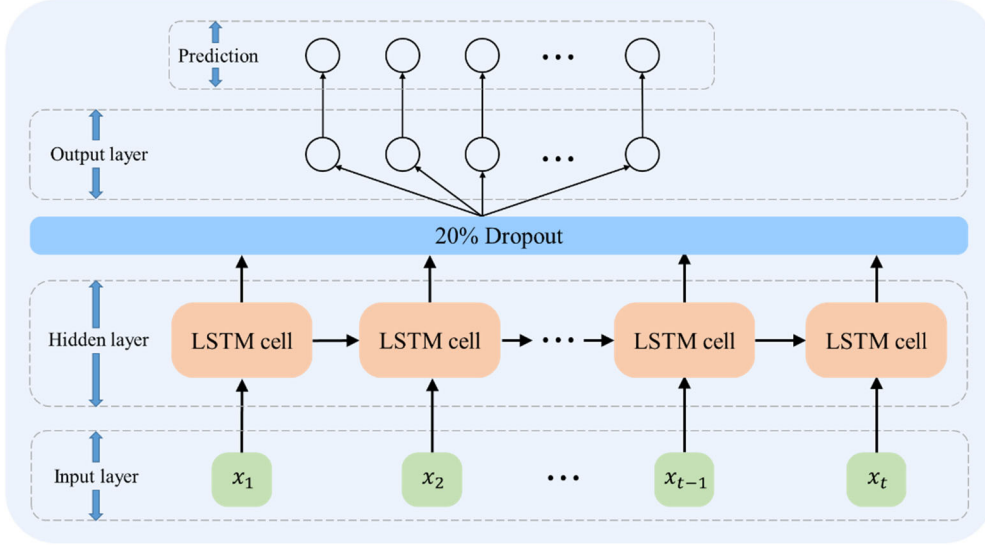 Prediction
...
Output layer
...
20% Dropout
Hidden layer
LSTM cell LSTM cell ... LSTM cell LSTM cell
Input layer
x₁ x₂ ... xₜ₋₁ xₜ